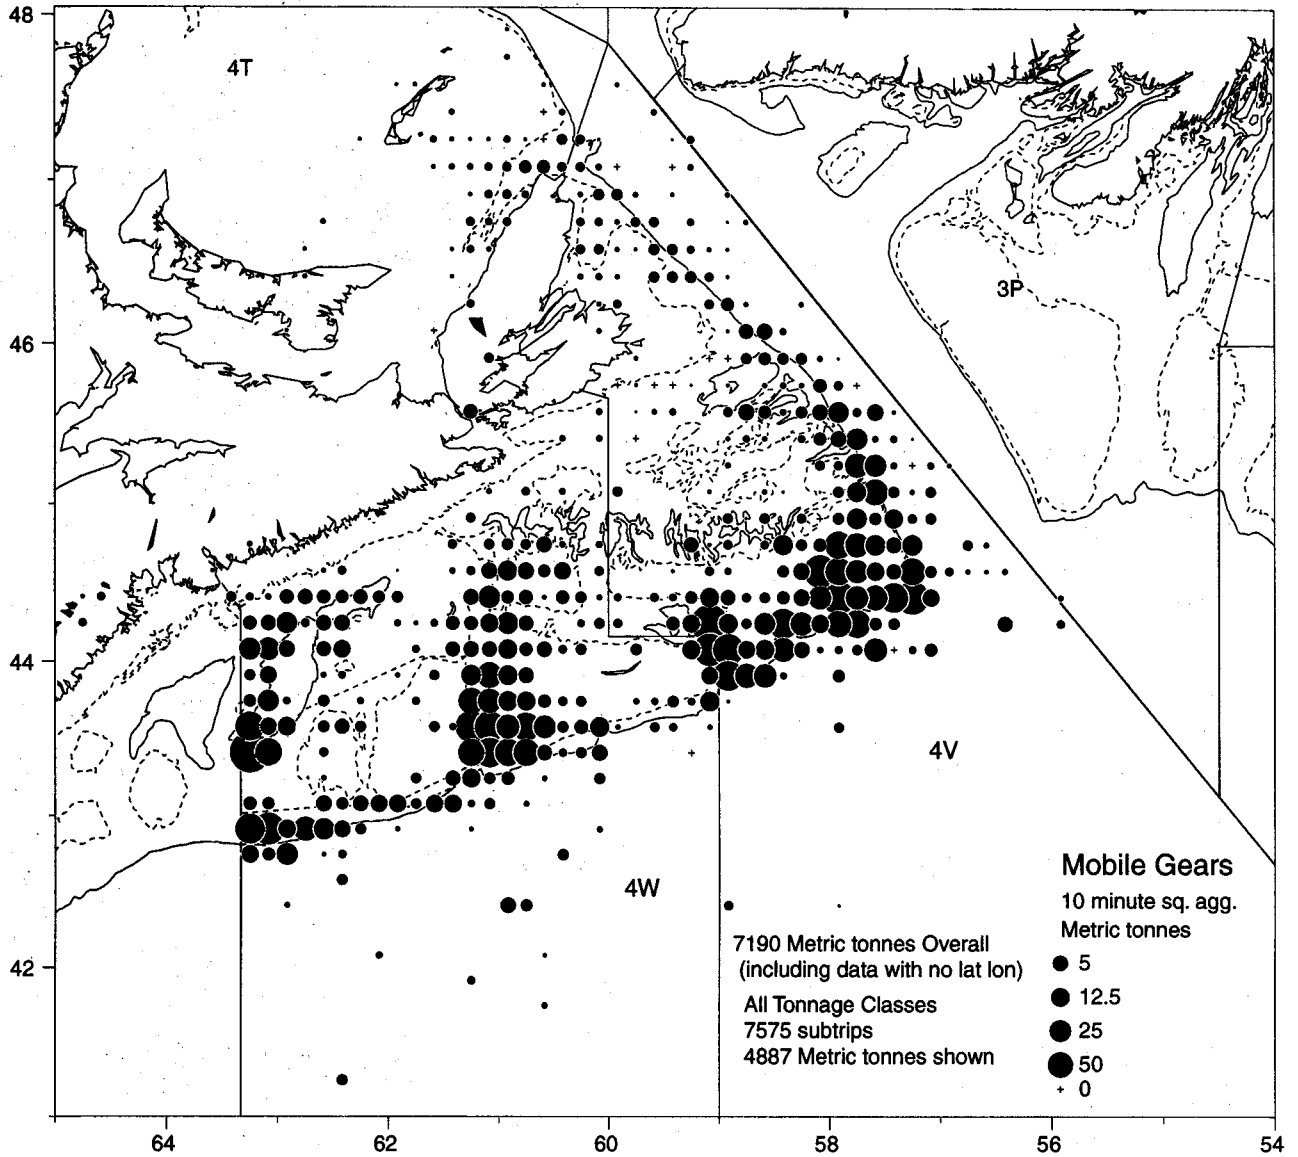 48
4T
3P
46
44
4V
4W
42
Mobile Gears
10 minute sq. agg.
Metric tonnes
5
12.5
25
50
0
7190 Metric tonnes Overall
(including data with no lat lon)
All Tonnage Classes
7575 subtrips
4887 Metric tonnes shown
64
62
60
58
56
54